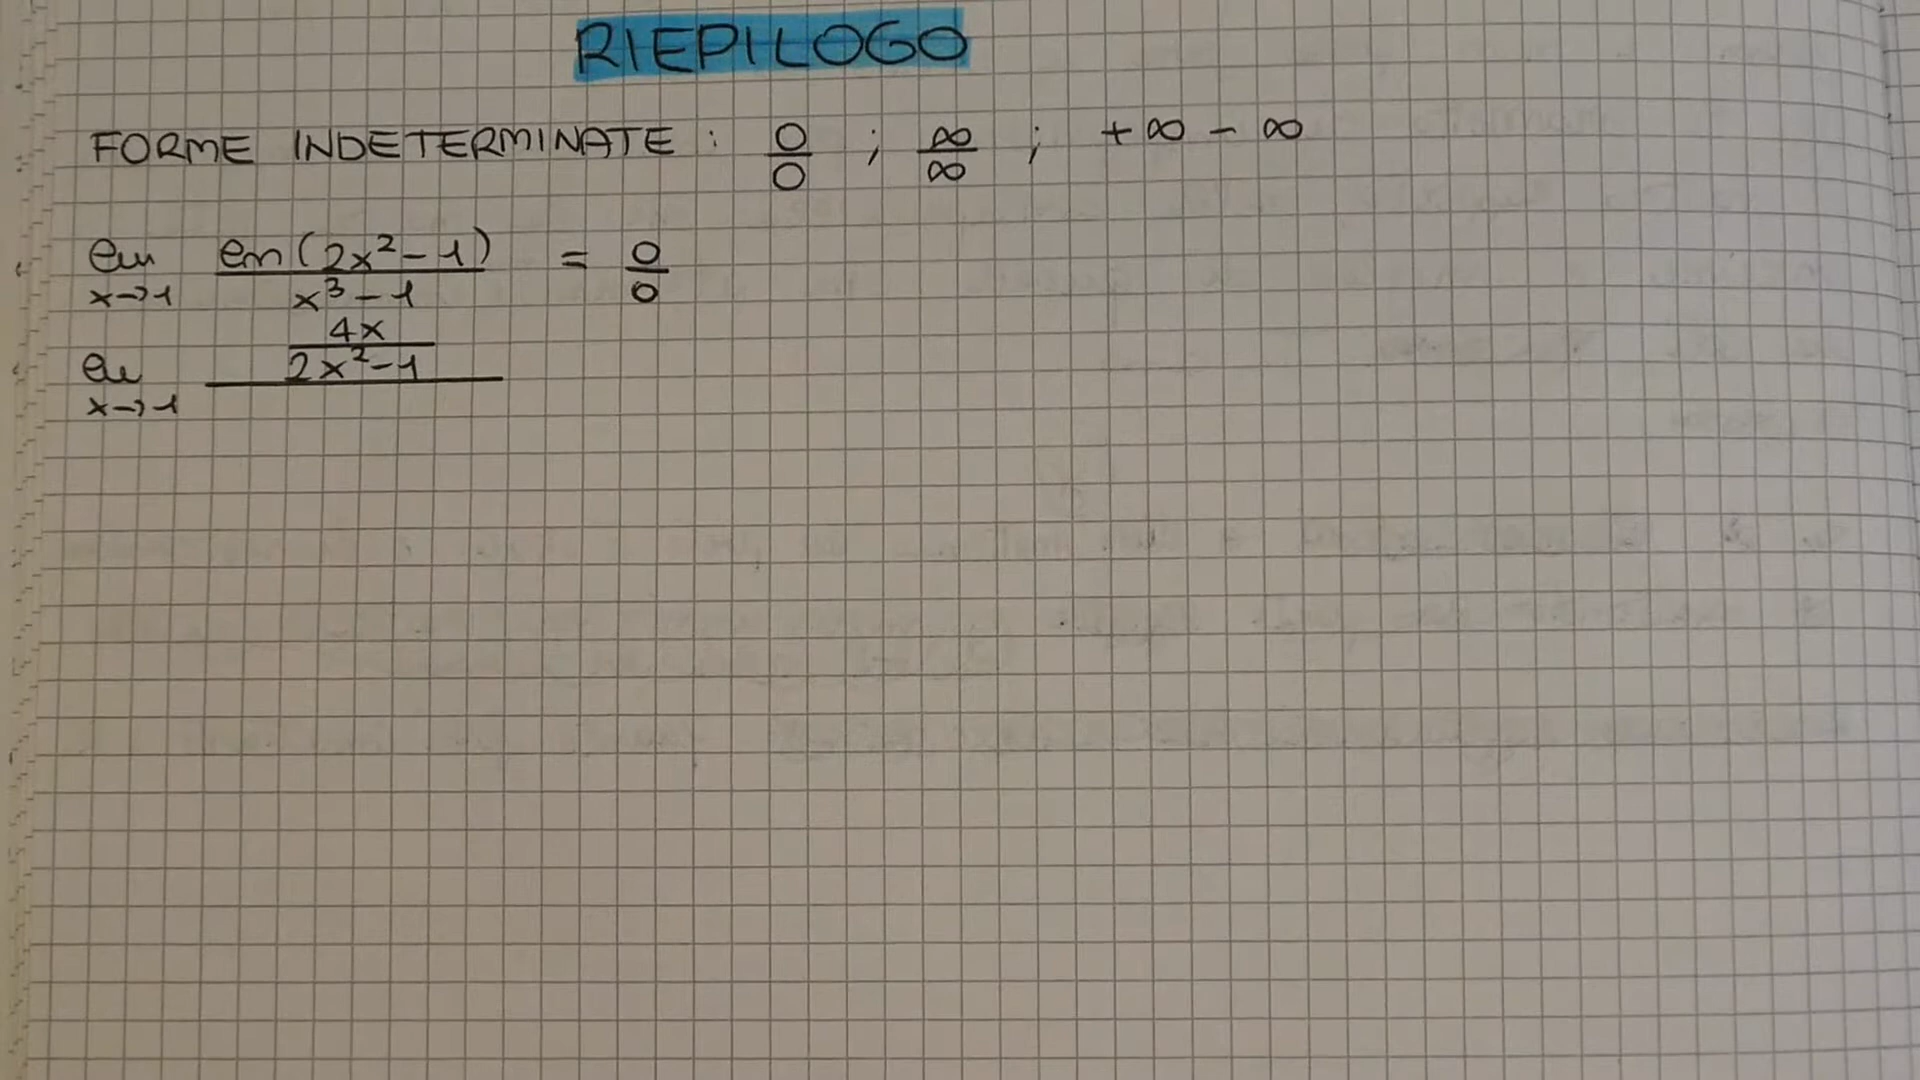 RIEPILOGO
FORME INDETERMINATE : 0/0 ; ∞/∞ ; +∞ - ∞
lim x→1 ln(2x²-1)/x³-1 = 0/0
lim x→1 4x/2x²-1